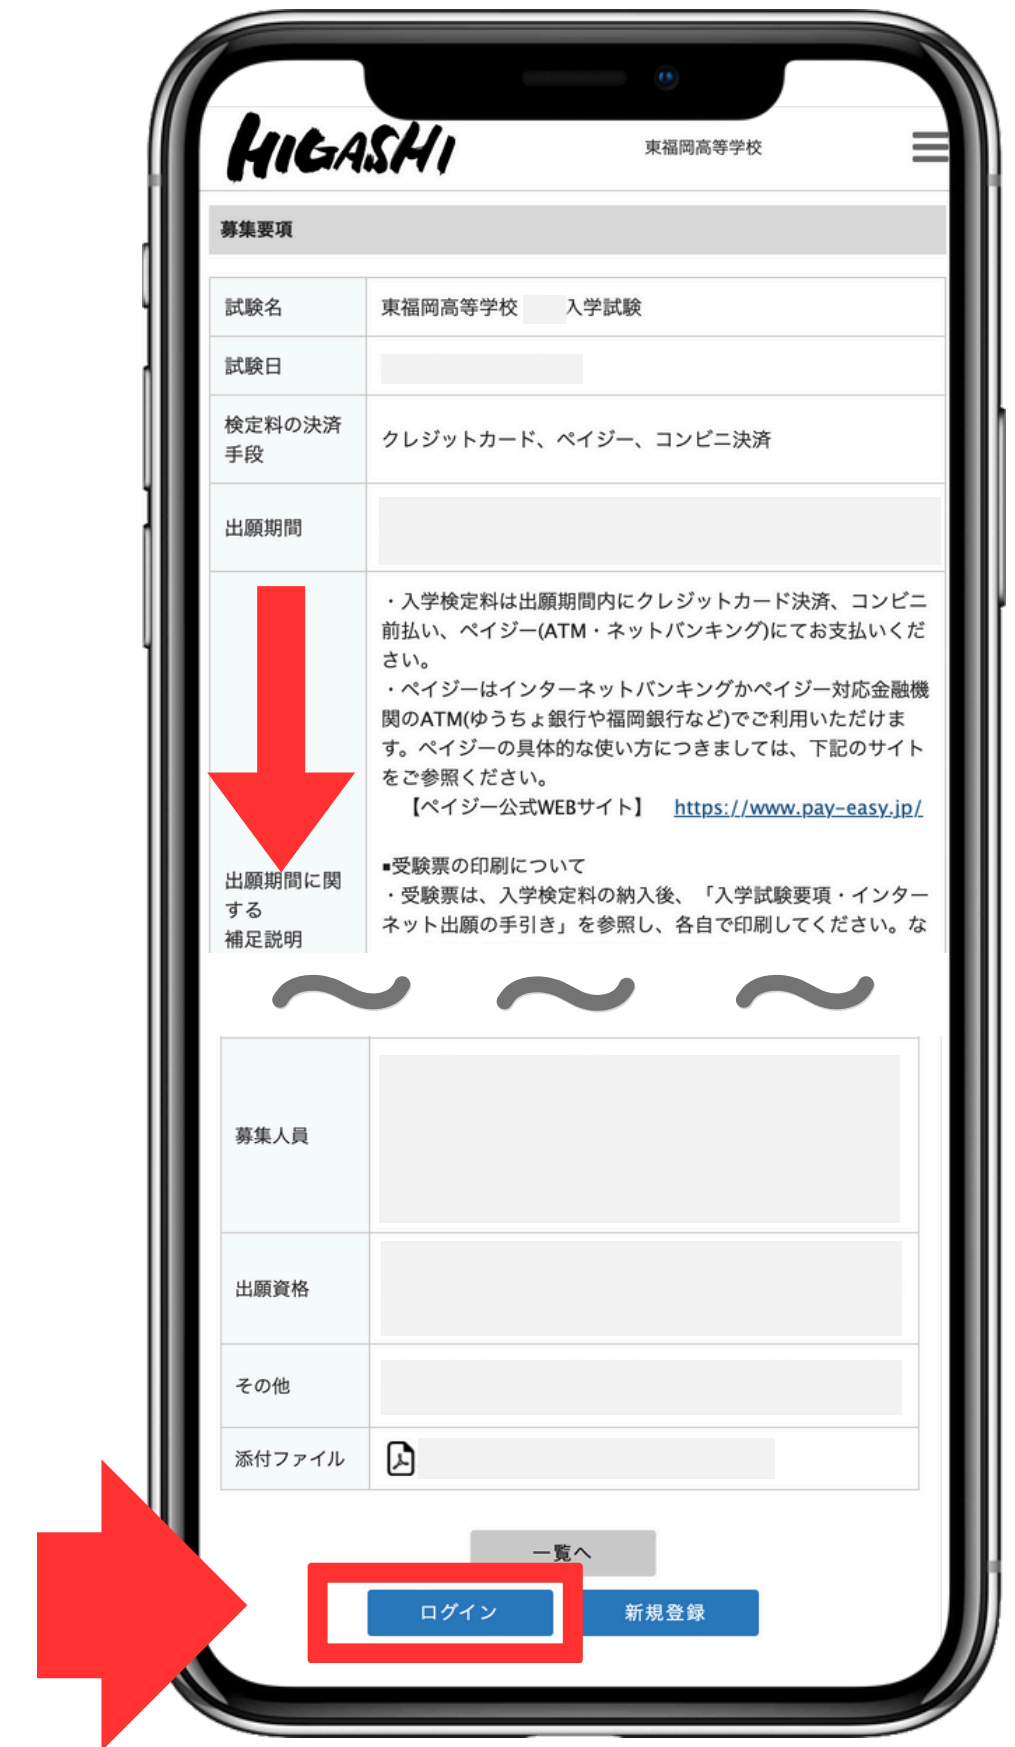 HIGASHI
東福岡高等学校
募集要項
試験名
東福岡高等学校 入学試験
試験日
検定料の決済
手段
クレジットカード、ペイジー、コンビニ決済
出願期間
・入学検定料は出願期間内にクレジットカード決済、コンビニ
前払い、ペイジー(ATM・ネットバンキング)にてお支払いくだ
さい。
・ペイジーはインターネットバンキングかペイジー対応金融機
関のATM(ゆうちょ銀行や福岡銀行など)でご利用いただけま
す。ペイジーの具体的な使い方につきましては、下記のサイト
をご参照ください。
【ペイジー公式WEBサイト】 https://www.pay-easy.jp/
▪受験票の印刷について
・受験票は、入学検定料の納入後、「入学試験要項・インター
ネット出願の手引き」を参照し、各自で印刷してください。な
出願期間に関
する
補足説明
募集人員
出願資格
その他
添付ファイル
一覧へ
ログイン
新規登録